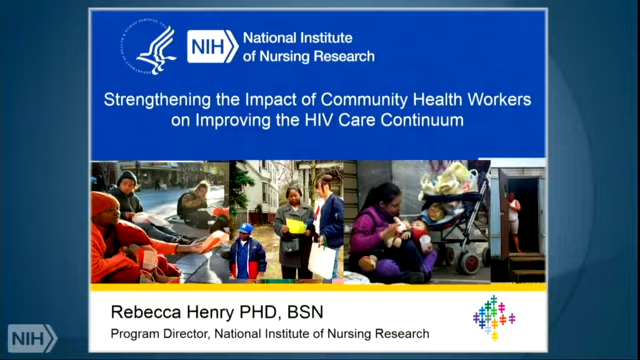 NIH
National Institute
of Nursing Research
Strengthening the Impact of Community Health Workers
on Improving the HIV Care Continuum
Rebecca Henry PHD, BSN
Program Director, National Institute of Nursing Research
NIH